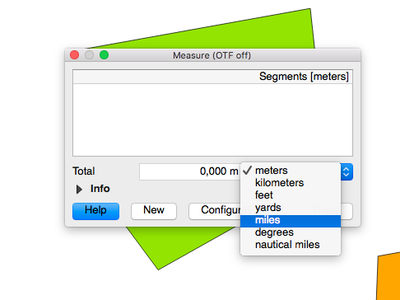 Measure (OTF off)
Segments [meters]
Total 0,000 m ✓ meters
kilometers
Info
feet
yards
Help New Configur
miles
degrees
nautical miles